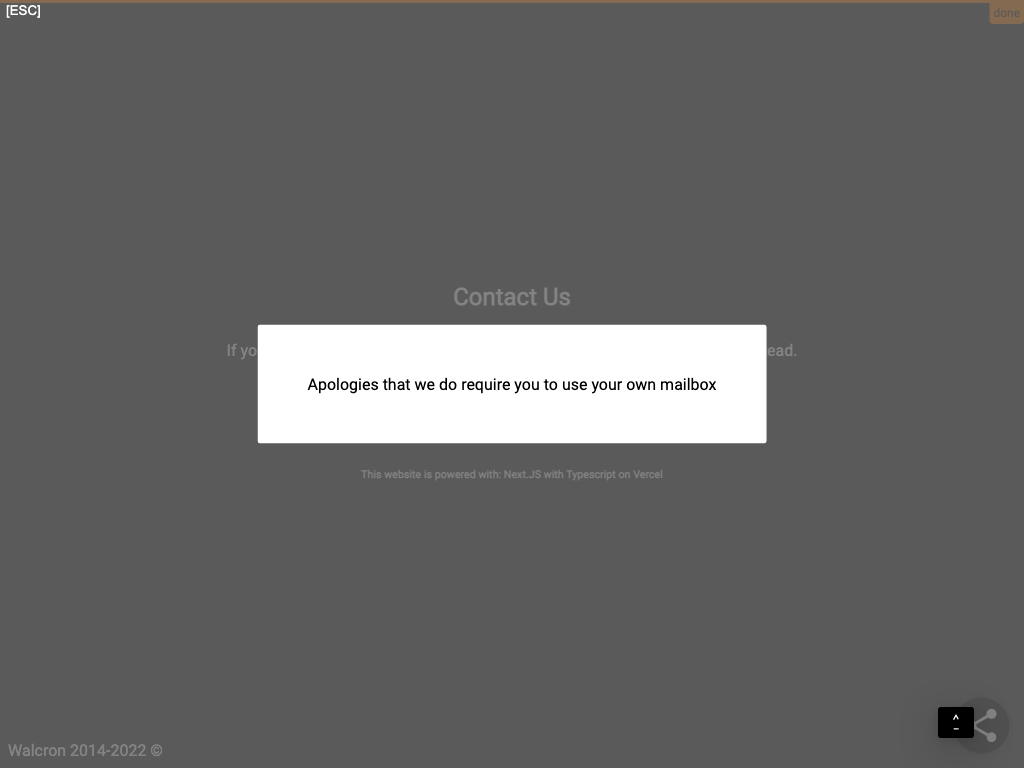 [ESC]
done
Contact Us
If yo
ead.
Apologies that we do require you to use your own mailbox
This website is powered with: Next.JS with Typescript on Vercel
^
-
Walcron 2014-2022 ©